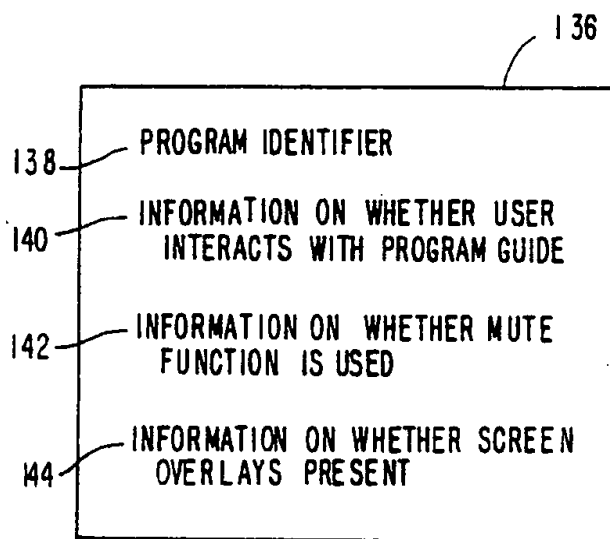 136
138 PROGRAM IDENTIFIER
140 INFORMATION ON WHETHER USER
INTERACTS WITH PROGRAM GUIDE
142 INFORMATION ON WHETHER MUTE
FUNCTION IS USED
144 INFORMATION ON WHETHER SCREEN
OVERLAYS PRESENT